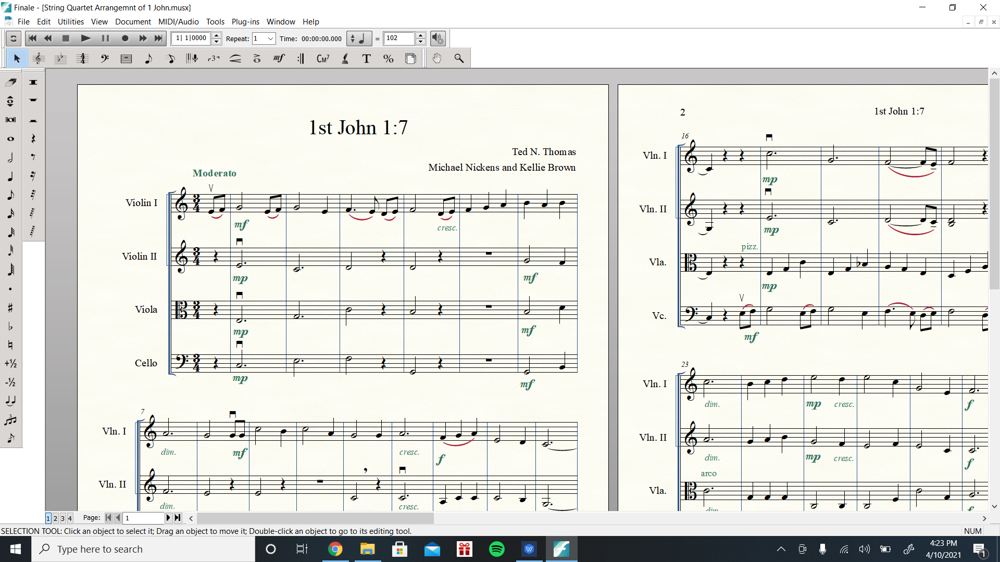 Finale - [String Quartet Arrangemnt of 1 John.musx]
File Edit Utilities View Document MIDI/Audio Tools Plug-ins Window Help
1| 1|0000 Repeat: 1 Time: 00:00:00.000 = 102
mf CM7 T %
1st John 1:7
Ted N. Thomas
Michael Nickens and Kellie Brown
Moderato
Violin I
mf
cresc.
Violin II
mp
mf
Viola
mp
mf
Cello
mp
mf
7
Vln. I
dim.
mf
cresc.
f
Vln. II
dim.
cresc.
2
1st John 1:7
16
Vln. I
mp
Vln. II
mp
pizz.
Vla.
mp
Vc.
mf
23
Vln. I
dim.
mp
cresc.
f
Vln. II
dim.
mp
cresc.
f
arco
Vla.
dim.
f
+½
-½
1 2 3 4 Page: 1
SELECTION TOOL: Click an object to select it; Drag an object to move it; Double-click an object to go to its editing tool.
NUM
Type here to search
4:23 PM
4/10/2021
1